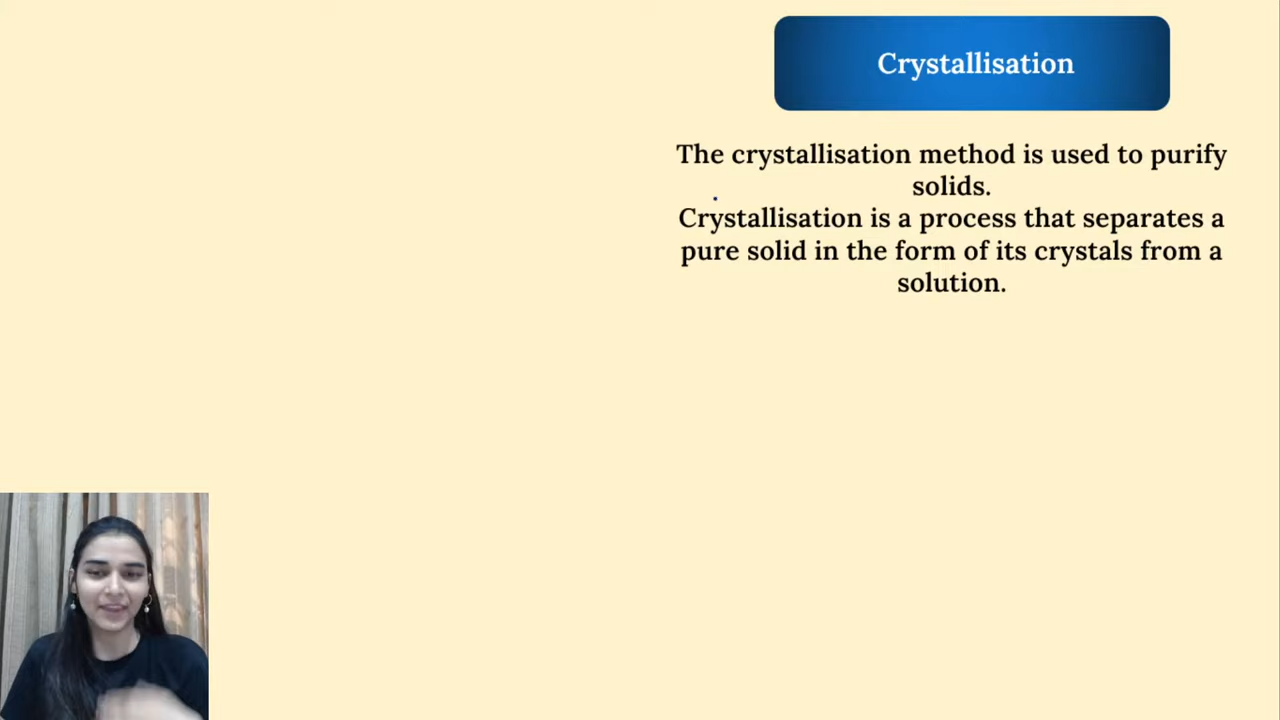 Crystallisation
The crystallisation method is used to purify
solids.
Crystallisation is a process that separates a
pure solid in the form of its crystals from a
solution.